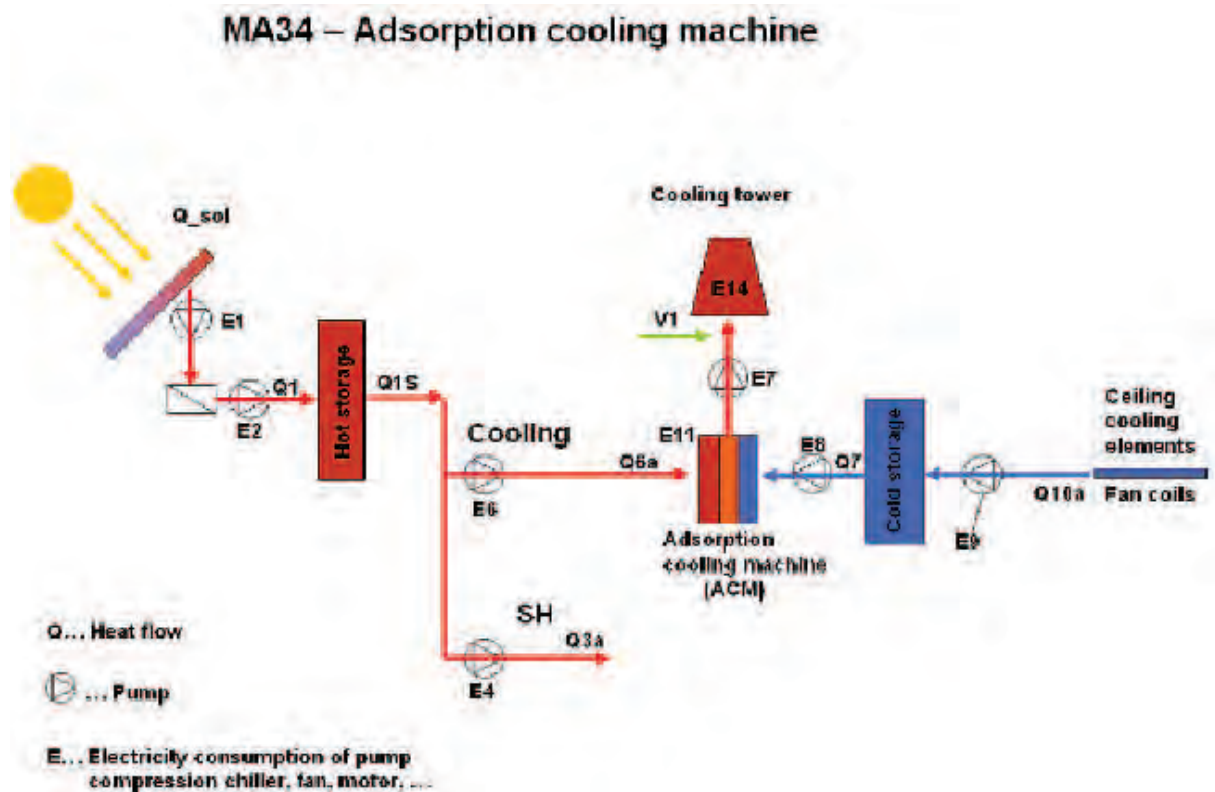 MA34 – Adsorption cooling machine
Q_sol
Cooling tower
E14
V1
E1
E7
Q1
Q1S
E2
Hot storage
Cooling
E11
Q6a
E6
E8
Q7
Cold storage
Ceiling
cooling
elements
Fan coils
Q10a
E9
Adsorption
cooling machine
(ACM)
SH
Q3a
E4
Q... Heat flow
... Pump
E... Electricity consumption of pump
compression chiller, fan, motor, ...